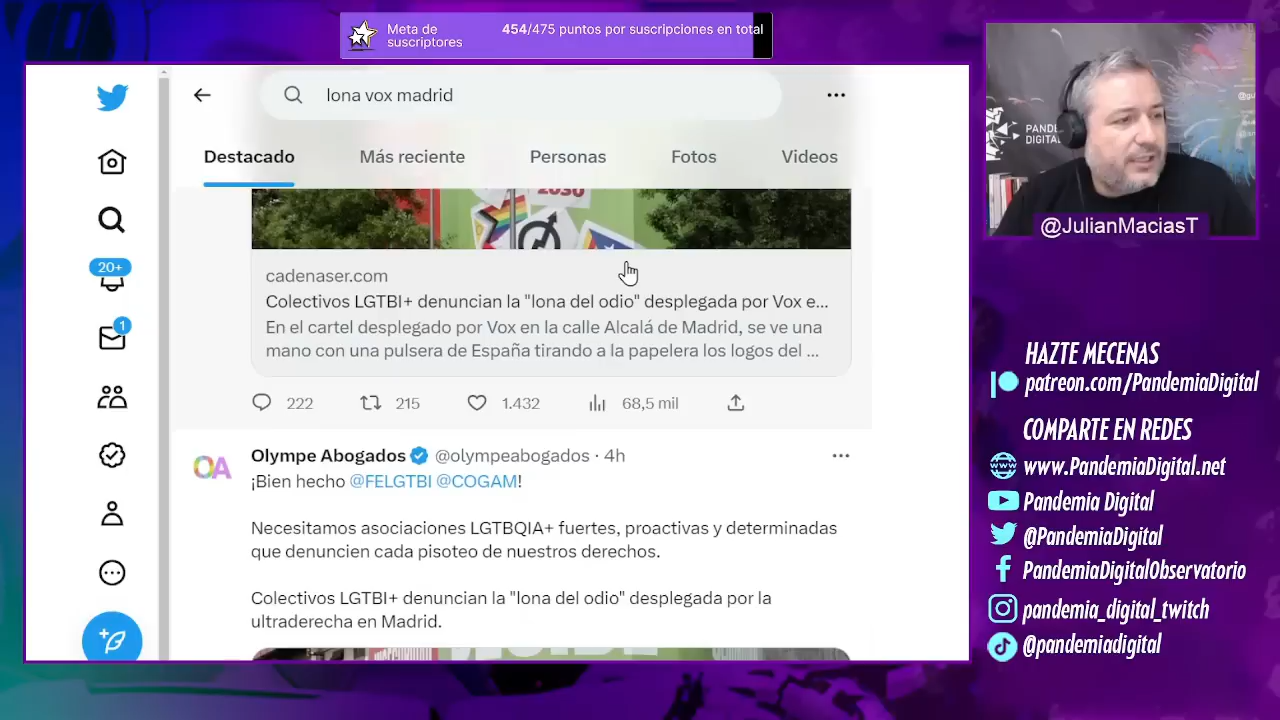 Meta de
suscriptores
454/475 puntos por suscripciones en total
lona vox madrid
Destacado
Más reciente
Personas
Fotos
Videos
2030
cadenaser.com
Colectivos LGTBI+ denuncian la "lona del odio" desplegada por Vox e...
En el cartel desplegado por Vox en la calle Alcalá de Madrid, se ve una
mano con una pulsera de España tirando a la papelera los logos del ...
222
215
1.432
68,5 mil
OA
Olympe Abogados @olympeabogados · 4h
¡Bien hecho @FELGTBI @COGAM!
Necesitamos asociaciones LGTBQIA+ fuertes, proactivas y determinadas
que denuncien cada pisoteo de nuestros derechos.
Colectivos LGTBI+ denuncian la "lona del odio" desplegada por la
ultraderecha en Madrid.
20+
1
PANDE
DIGITA
@JulianMaciasT
HAZTE MECENAS
patreon.com/PandemiaDigital
COMPARTE EN REDES
www.PandemiaDigital.net
Pandemia Digital
@PandemiaDigital
PandemiaDigitalObservatorio
pandemia_digital_twitch
@pandemiadigital